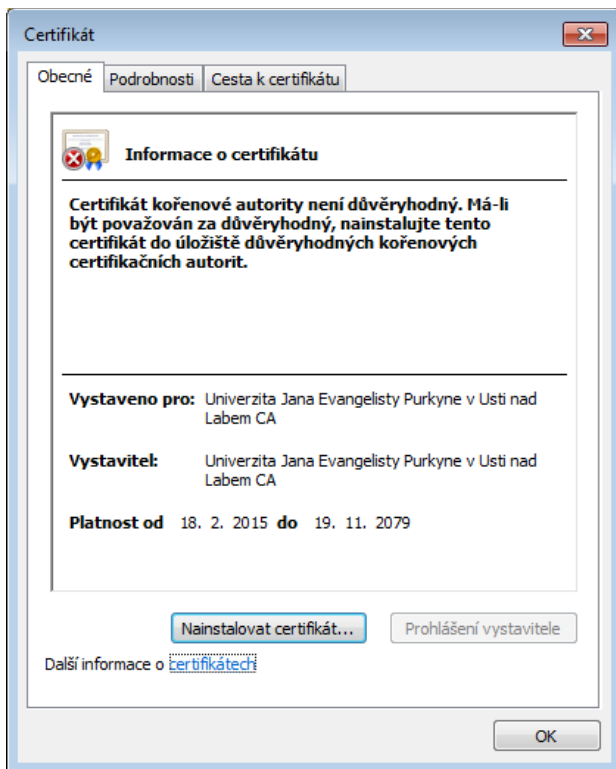 Certifikát
Obecné Podrobnosti Cesta k certifikátu
Informace o certifikátu
Certifikát kořenové autority není důvěryhodný. Má-li
být považován za důvěryhodný, nainstalujte tento
certifikát do úložiště důvěryhodných kořenových
certifikačních autorit.
Vystaveno pro: Univerzita Jana Evangelisty Purkyne v Usti nad
Labem CA
Vystavitel: Univerzita Jana Evangelisty Purkyne v Usti nad
Labem CA
Platnost od 18. 2. 2015 do 19. 11. 2079
Nainstalovat certifikát... Prohlášení vystavitele
Další informace o certifikátech
OK